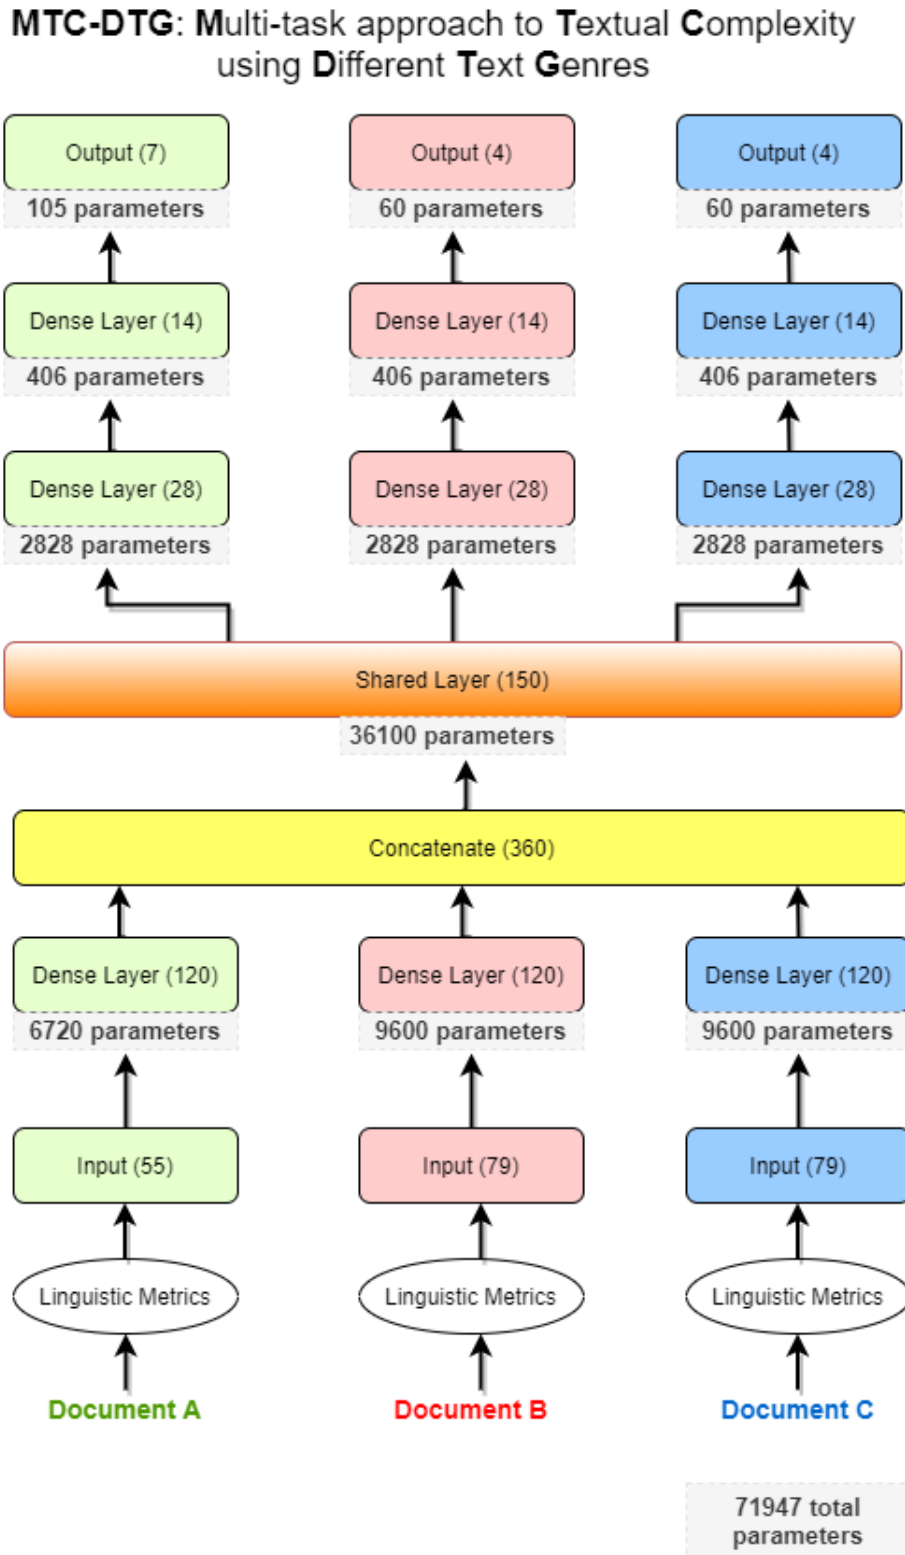 MTC-DTG: Multi-task approach to Textual Complexity
using Different Text Genres
Output (7)
Output (4)
Output (4)
105 parameters
60 parameters
60 parameters
Dense Layer (14)
Dense Layer (14)
Dense Layer (14)
406 parameters
406 parameters
406 parameters
Dense Layer (28)
Dense Layer (28)
Dense Layer (28)
2828 parameters
2828 parameters
2828 parameters
Shared Layer (150)
36100 parameters
Concatenate (360)
Dense Layer (120)
Dense Layer (120)
Dense Layer (120)
6720 parameters
9600 parameters
9600 parameters
Input (55)
Input (79)
Input (79)
Linguistic Metrics
Linguistic Metrics
Linguistic Metrics
Document A
Document B
Document C
71947 total
parameters